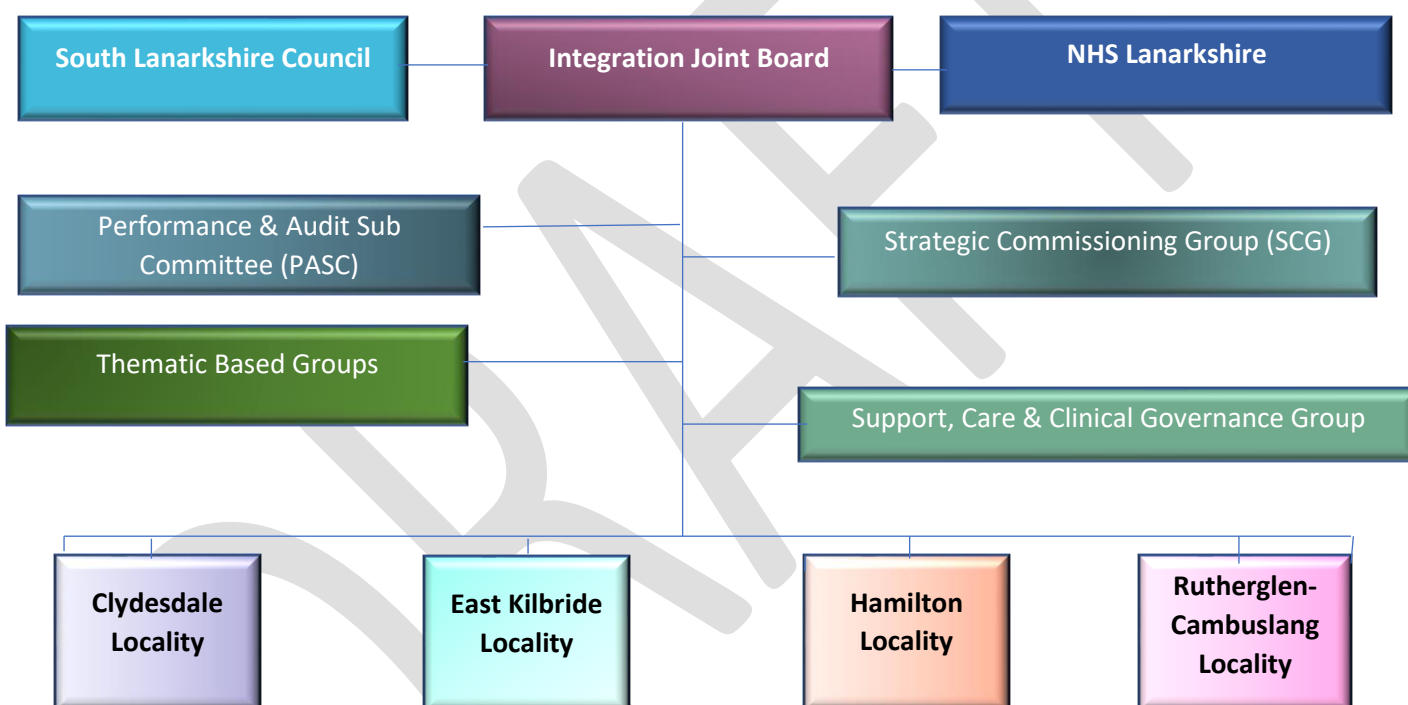 South Lanarkshire Council
Integration Joint Board
NHS Lanarkshire
Performance & Audit Sub
Committee (PASC)
Strategic Commissioning Group (SCG)
Thematic Based Groups
Support, Care & Clinical Governance Group
Clydesdale
Locality
East Kilbride
Locality
Hamilton
Locality
Rutherglen-
Cambuslang
Locality
DRAFT